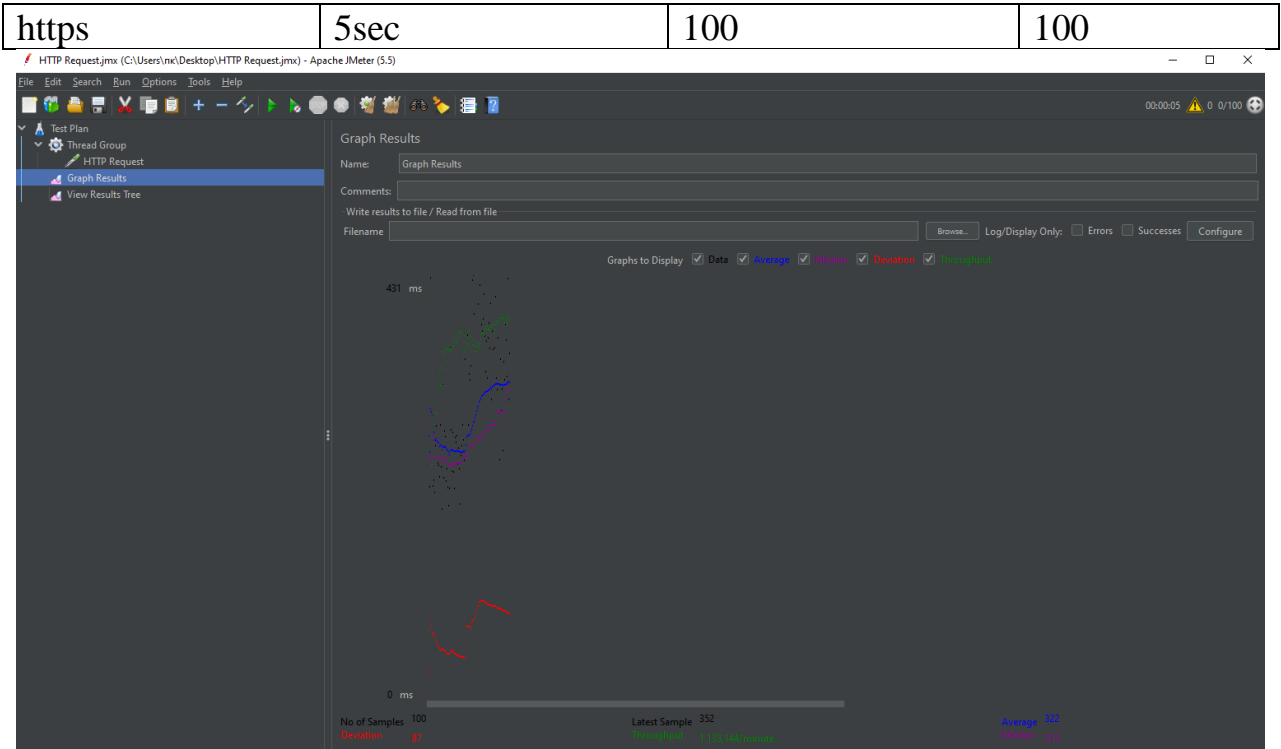 https 5sec 100 100
HTTP Request.jmx (C:\Users\пк\Desktop\HTTP Request.jmx) - Apache JMeter (5.5)
File Edit Search Run Options Tools Help
00:00:05 0 0/100
Test Plan
Thread Group
HTTP Request
Graph Results
View Results Tree
Graph Results
Name: Graph Results
Comments:
Write results to file / Read from file
Filename Browse... Log/Display Only: Errors Successes Configure
Graphs to Display Data Average Median Deviation Throughput
431 ms
0 ms
No of Samples 100 Latest Sample 352 Average 322
Deviation 67 Throughput Median